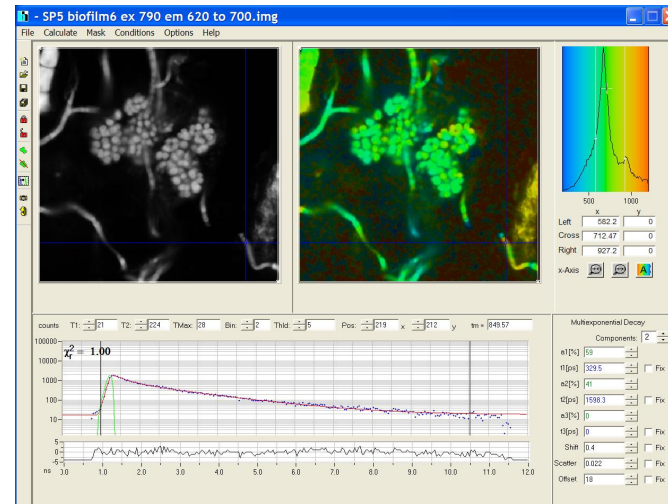 - SP5 biofilm6 ex 790 em 620 to 700.img
File Calculate Mask Conditions Options Help
500 1000
x y
Left 582.2 0
Cross 712.47 0
Right 927.2 0
x-Axis A
counts T1: 21 T2: 224 TMax: 28 Bin: 2 Thld: 5 Pos: 219 x 212 y tm = 849.57
Multiexponential Decay
Components: 2
100000
χr² = 1.00
10000
1000
100
10
a1[%] 59
t1[ps] 329.5 Fix
a2[%] 41
t2[ps] 1598.3 Fix
a3[%] 0
t3[ps] 0 Fix
Shift 0.4 Fix
Scatter 0.022 Fix
Offset 18 Fix
5
0
-5
ns 0.0 1.0 2.0 3.0 4.0 5.0 6.0 7.0 8.0 9.0 10.0 11.0 12.0